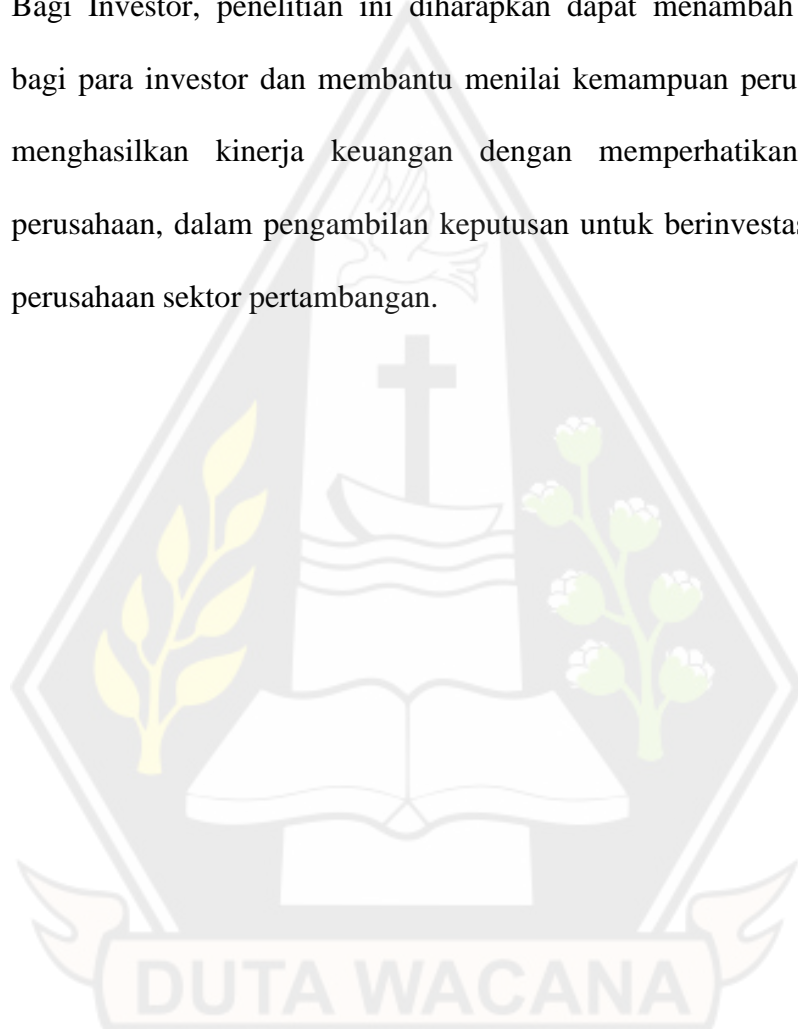 Bagi Investor, penelitian ini diharapkan dapat menambah
bagi para investor dan membantu menilai kemampuan peru
menghasilkan kinerja keuangan dengan memperhatikan
perusahaan, dalam pengambilan keputusan untuk berinvestas
perusahaan sektor pertambangan.
DUTA WACANA